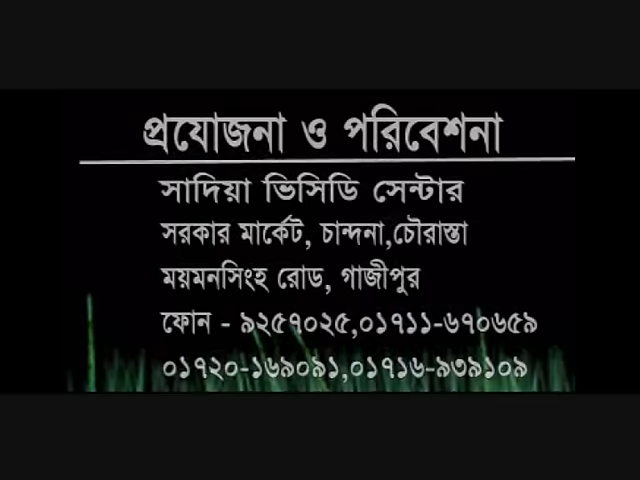 প্রযোজনা ও পরিবেশনা
সাদিয়া ভিসিডি সেন্টার
সরকার মার্কেট, চান্দনা,চৌরাস্তা
ময়মনসিংহ রোড, গাজীপুর
ফোন - ৯২৫৭০২৫,০১৭১১-৬৭০৬৫৯
০১৭২০-১৬৯০৯১,০১৭১৬-৯৩৯১০৯